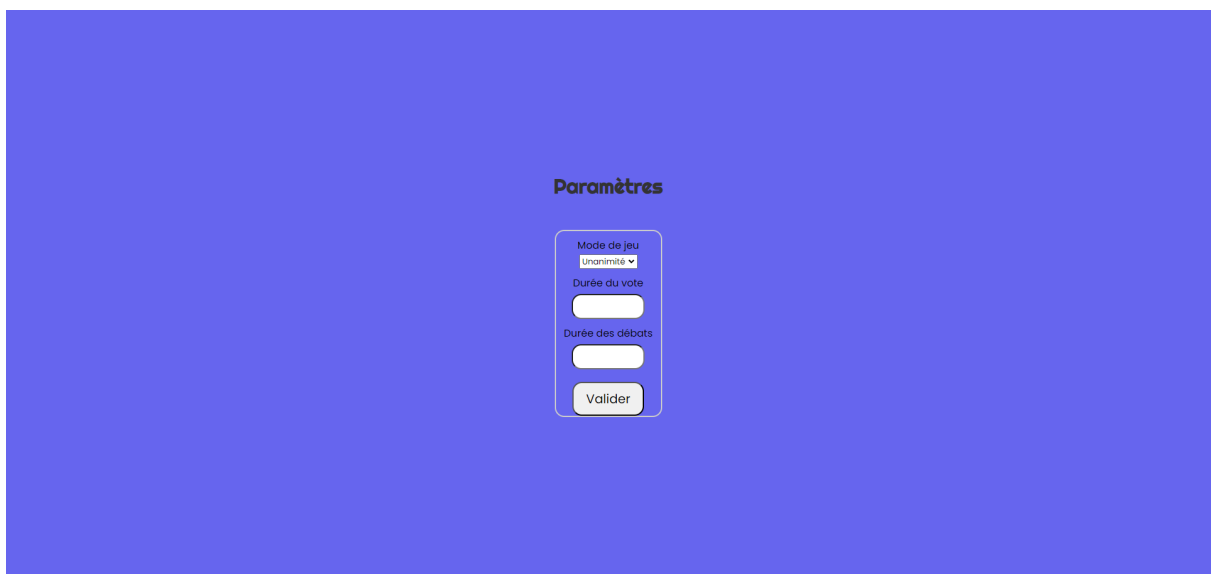 Paramètres
Mode de jeu
Unanimité
Durée du vote
Durée des débats
Valider